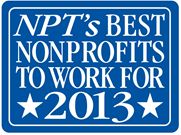 NPT's BEST
NONPROFITS
TO WORK FOR
2013